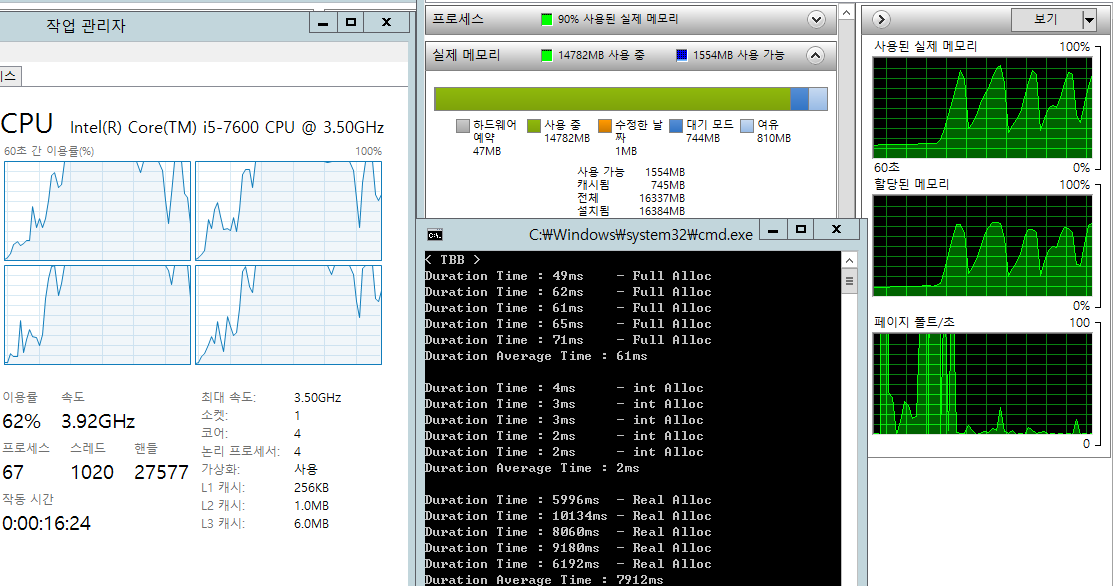 작업 관리자
스
CPU Intel(R) Core(TM) i5-7600 CPU @ 3.50GHz
60초 간 이용률(%) 100%
이용률 속도
62% 3.92GHz
프로세스 스레드 핸들
67 1020 27577
작동 시간
0:00:16:24
최대 속도: 3.50GHz
소켓: 1
코어: 4
논리 프로세서: 4
가상화: 사용
L1 캐시: 256KB
L2 캐시: 1.0MB
L3 캐시: 6.0MB
프로세스 90% 사용된 실제 메모리
실제 메모리 14782MB 사용 중 1554MB 사용 가능
하드웨어 예약 47MB
사용 중 14782MB
수정한 날짜 1MB
대기 모드 744MB
여유 810MB
사용 가능 1554MB
캐시됨 745MB
전체 16337MB
설치됨 16384MB
C:\Windows\system32\cmd.exe
< TBB >
Duration Time : 49ms - Full Alloc
Duration Time : 62ms - Full Alloc
Duration Time : 61ms - Full Alloc
Duration Time : 65ms - Full Alloc
Duration Time : 71ms - Full Alloc
Duration Average Time : 61ms
Duration Time : 4ms - int Alloc
Duration Time : 3ms - int Alloc
Duration Time : 3ms - int Alloc
Duration Time : 2ms - int Alloc
Duration Time : 2ms - int Alloc
Duration Average Time : 2ms
Duration Time : 5996ms - Real Alloc
Duration Time : 10134ms - Real Alloc
Duration Time : 8060ms - Real Alloc
Duration Time : 9180ms - Real Alloc
Duration Time : 6192ms - Real Alloc
Duration Average Time : 7912ms
보기
사용된 실제 메모리 100%
60초 0%
할당된 메모리 100%
0%
페이지 폴트/초 100
0